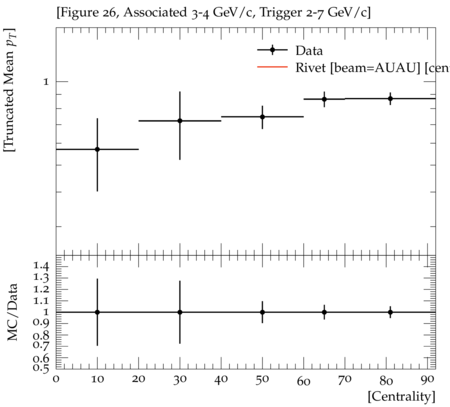 [Figure 26, Associated 3-4 GeV/c, Trigger 2-7 GeV/c]
[Truncated Mean pT]
1
Data
Rivet [beam=AUAU] [cen
MC/Data
1.4
1.3
1.2
1.1
1
0.9
0.8
0.7
0.6
0.5
0 10 20 30 40 50 60 70 80 90
[Centrality]